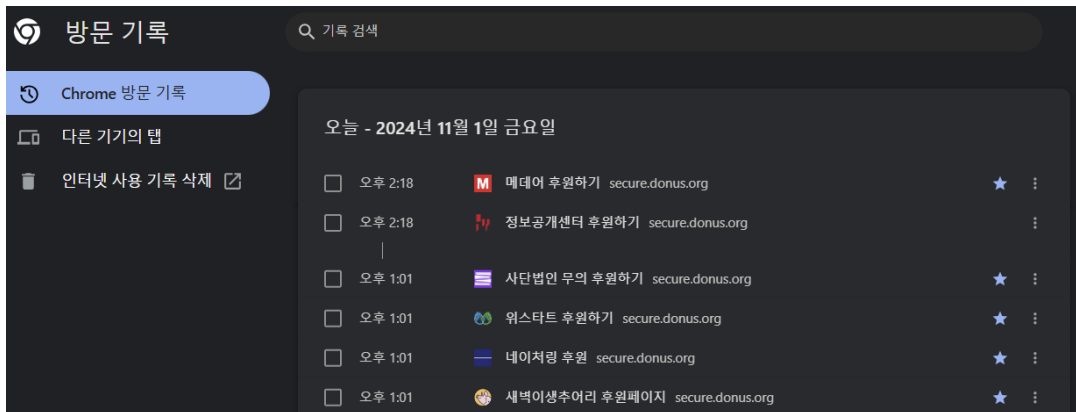 방문 기록
기록 검색
Chrome 방문 기록
다른 기기의 탭
인터넷 사용 기록 삭제
오늘 - 2024년 11월 1일 금요일
오후 2:18 M 메데어 후원하기 secure.donus.org
오후 2:18 정보공개센터 후원하기 secure.donus.org
오후 1:01 사단법인 무의 후원하기 secure.donus.org
오후 1:01 위스타트 후원하기 secure.donus.org
오후 1:01 네이처링 후원 secure.donus.org
오후 1:01 새벽이생추어리 후원페이지 secure.donus.org